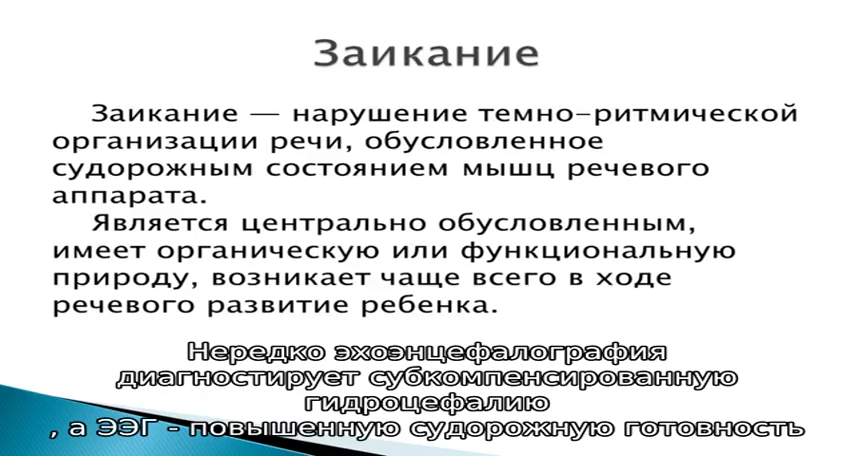 Заикание
Заикание — нарушение темно-ритмической
организации речи, обусловленное
судорожным состоянием мышц речевого
аппарата.
Является центрально обусловленным,
имеет органическую или функциональную
природу, возникает чаще всего в ходе
речевого развитие ребенка.
Нередко эхоэнцефалография
диагностирует субкомпенсированную
гидроцефалию
, а ЭЭГ - повышенную судорожную готовность